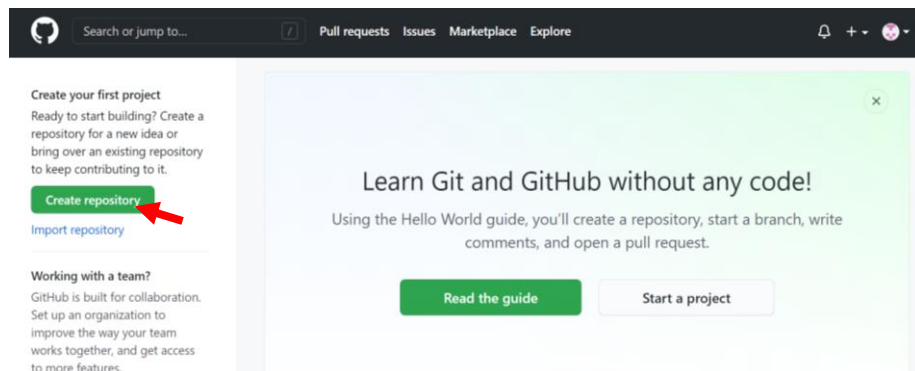 Search or jump to...
/
Pull requests Issues Marketplace Explore
Create your first project
Ready to start building? Create a
repository for a new idea or
bring over an existing repository
to keep contributing to it.
Create repository
Import repository
Working with a team?
GitHub is built for collaboration.
Set up an organization to
improve the way your team
works together, and get access
to more features.
Learn Git and GitHub without any code!
Using the Hello World guide, you'll create a repository, start a branch, write
comments, and open a pull request.
Read the guide
Start a project